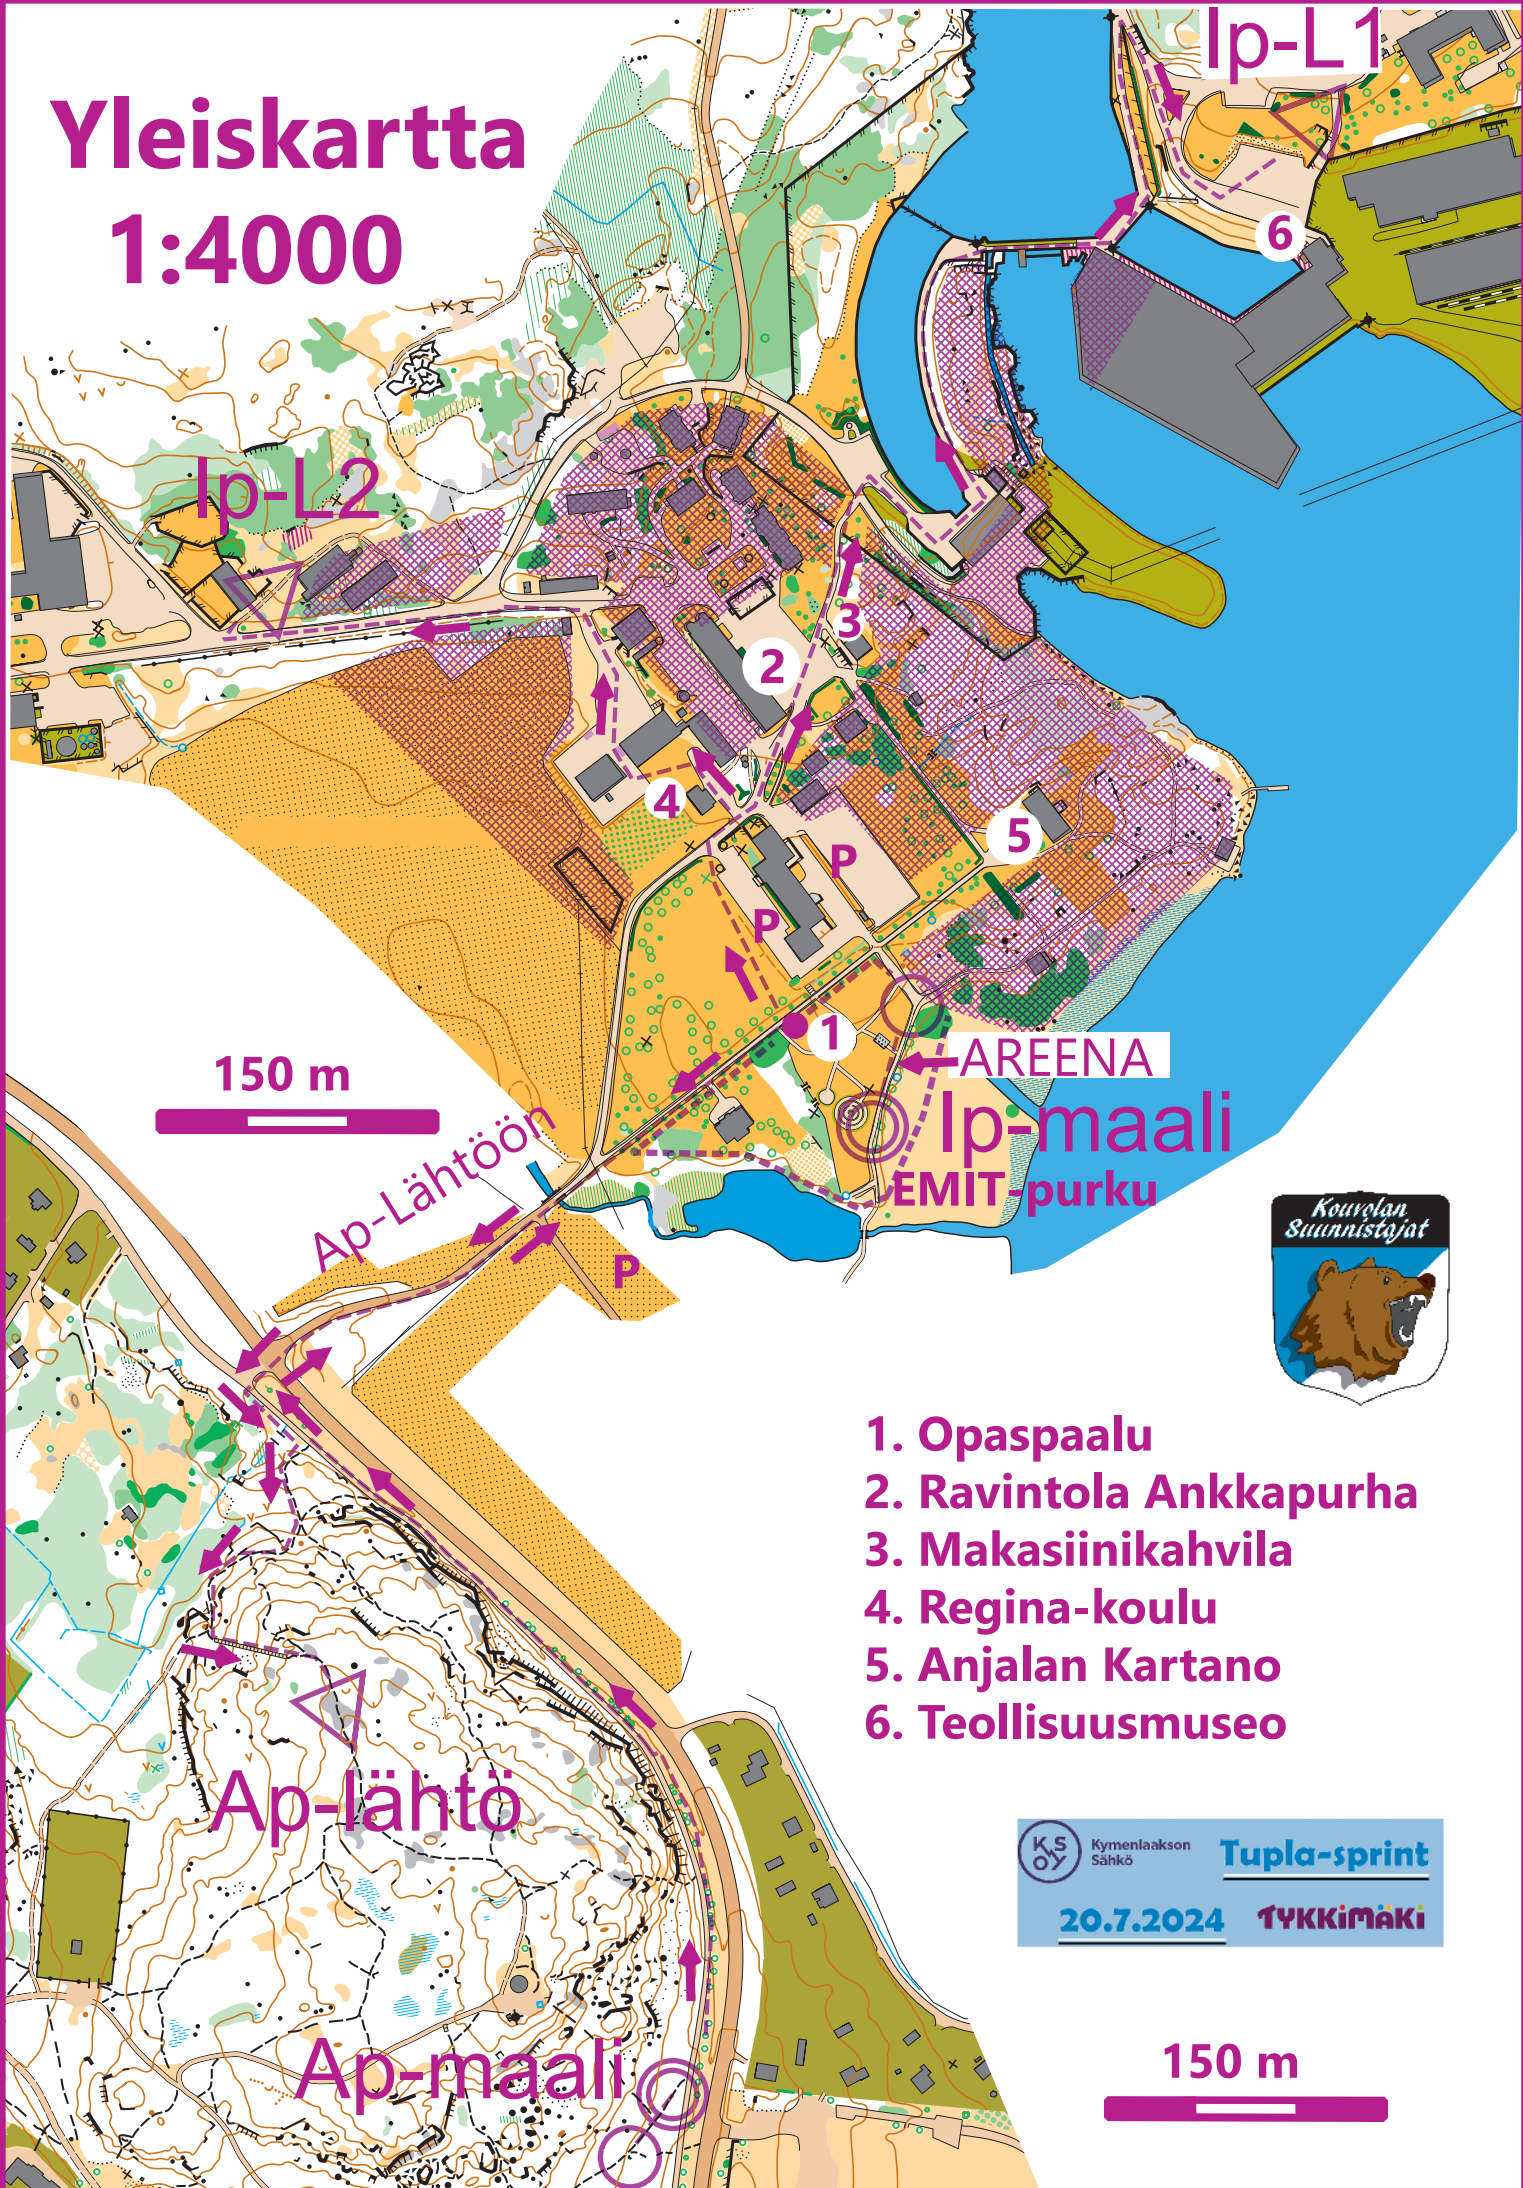 Yleiskartta
1:4000
Ip-L1
6
Ip-L2
3
2
4
5
P
P
1
AREENA
150 m
Ip-maali
EMIT-purku
Ap-Lähtöön
P
Kouvolan
Suunnistajat
1. Opaspaalu
2. Ravintola Ankkapurha
3. Makasiinikahvila
4. Regina-koulu
5. Anjalan Kartano
6. Teollisuusmuseo
Ap-lähtö
KS OY Kymenlaakson Sähkö
Tupla-sprint
20.7.2024 TYKKiMÄKi
Ap-maali
150 m